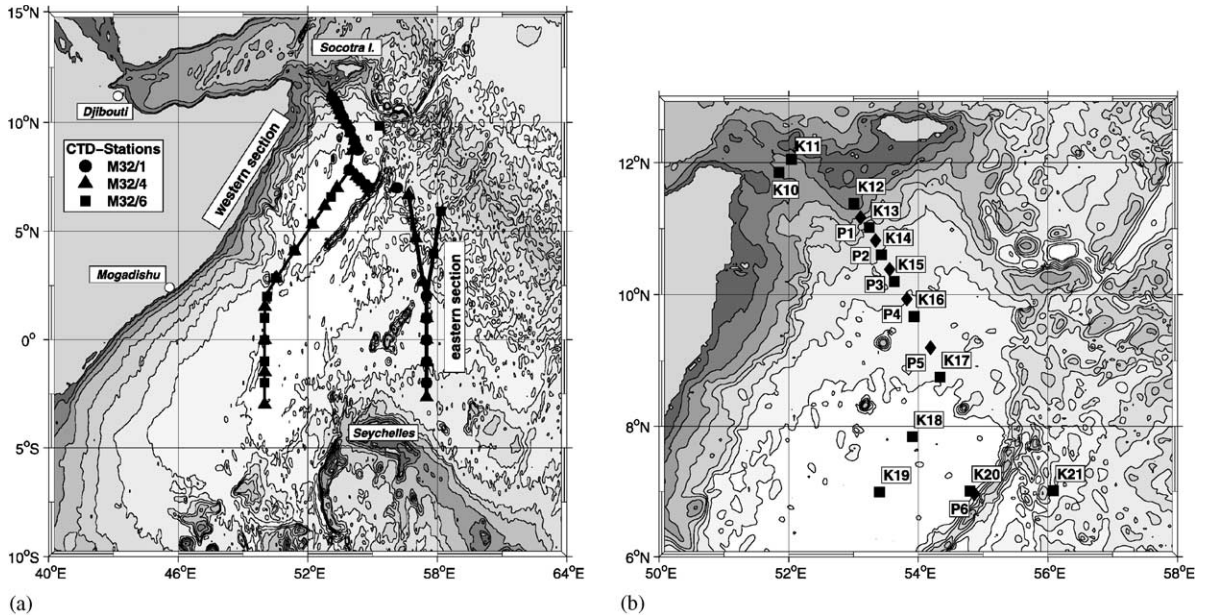 15°N
10°N
5°N
0°
5°S
10°S
40°E
46°E
52°E
58°E
64°E
Socotra I.
Djibouti
CTD-Stations
M32/1
M32/4
M32/6
western section
Mogadishu
eastern section
Seychelles
(a)
12°N
10°N
8°N
6°N
50°E
52°E
54°E
56°E
58°E
K11
K10
K12
K13
P1
K14
P2
K15
P3
K16
P4
K17
P5
K18
K19
K20
K21
P6
(b)